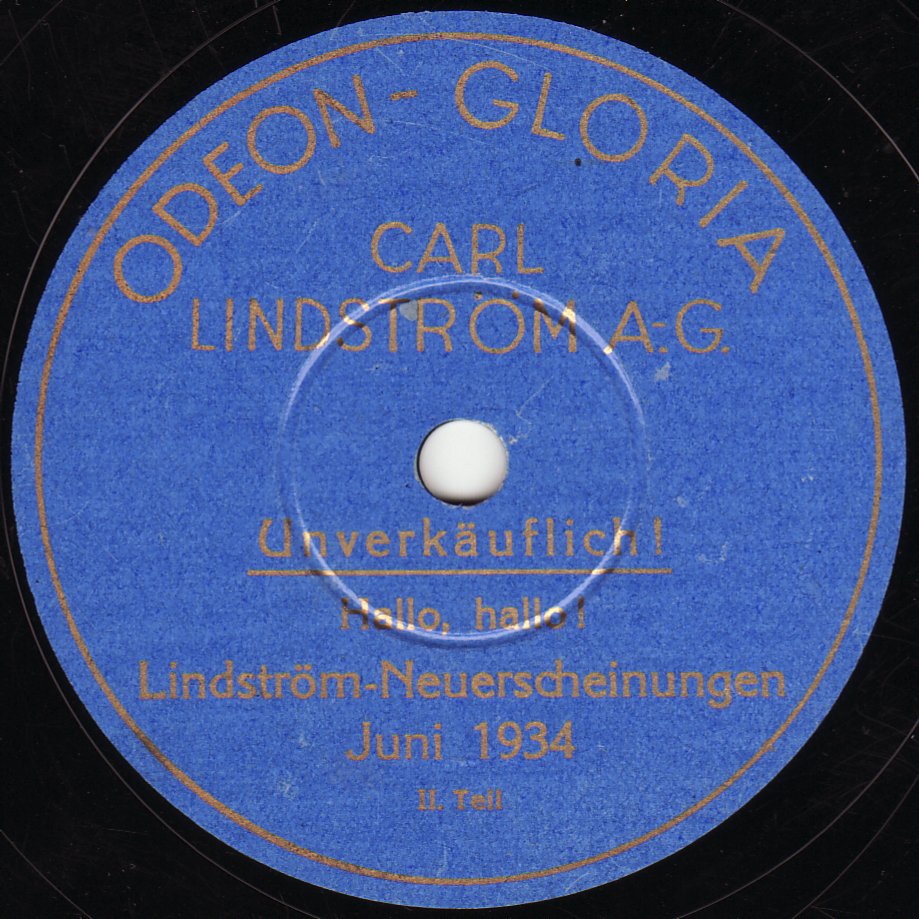 ODEON - GLORIA
CARL
LINDSTRÖM A.-G.
Unverkäuflich!
Hallo, hallo!
Lindström-Neuerscheinungen
Juni 1934
II. Teil